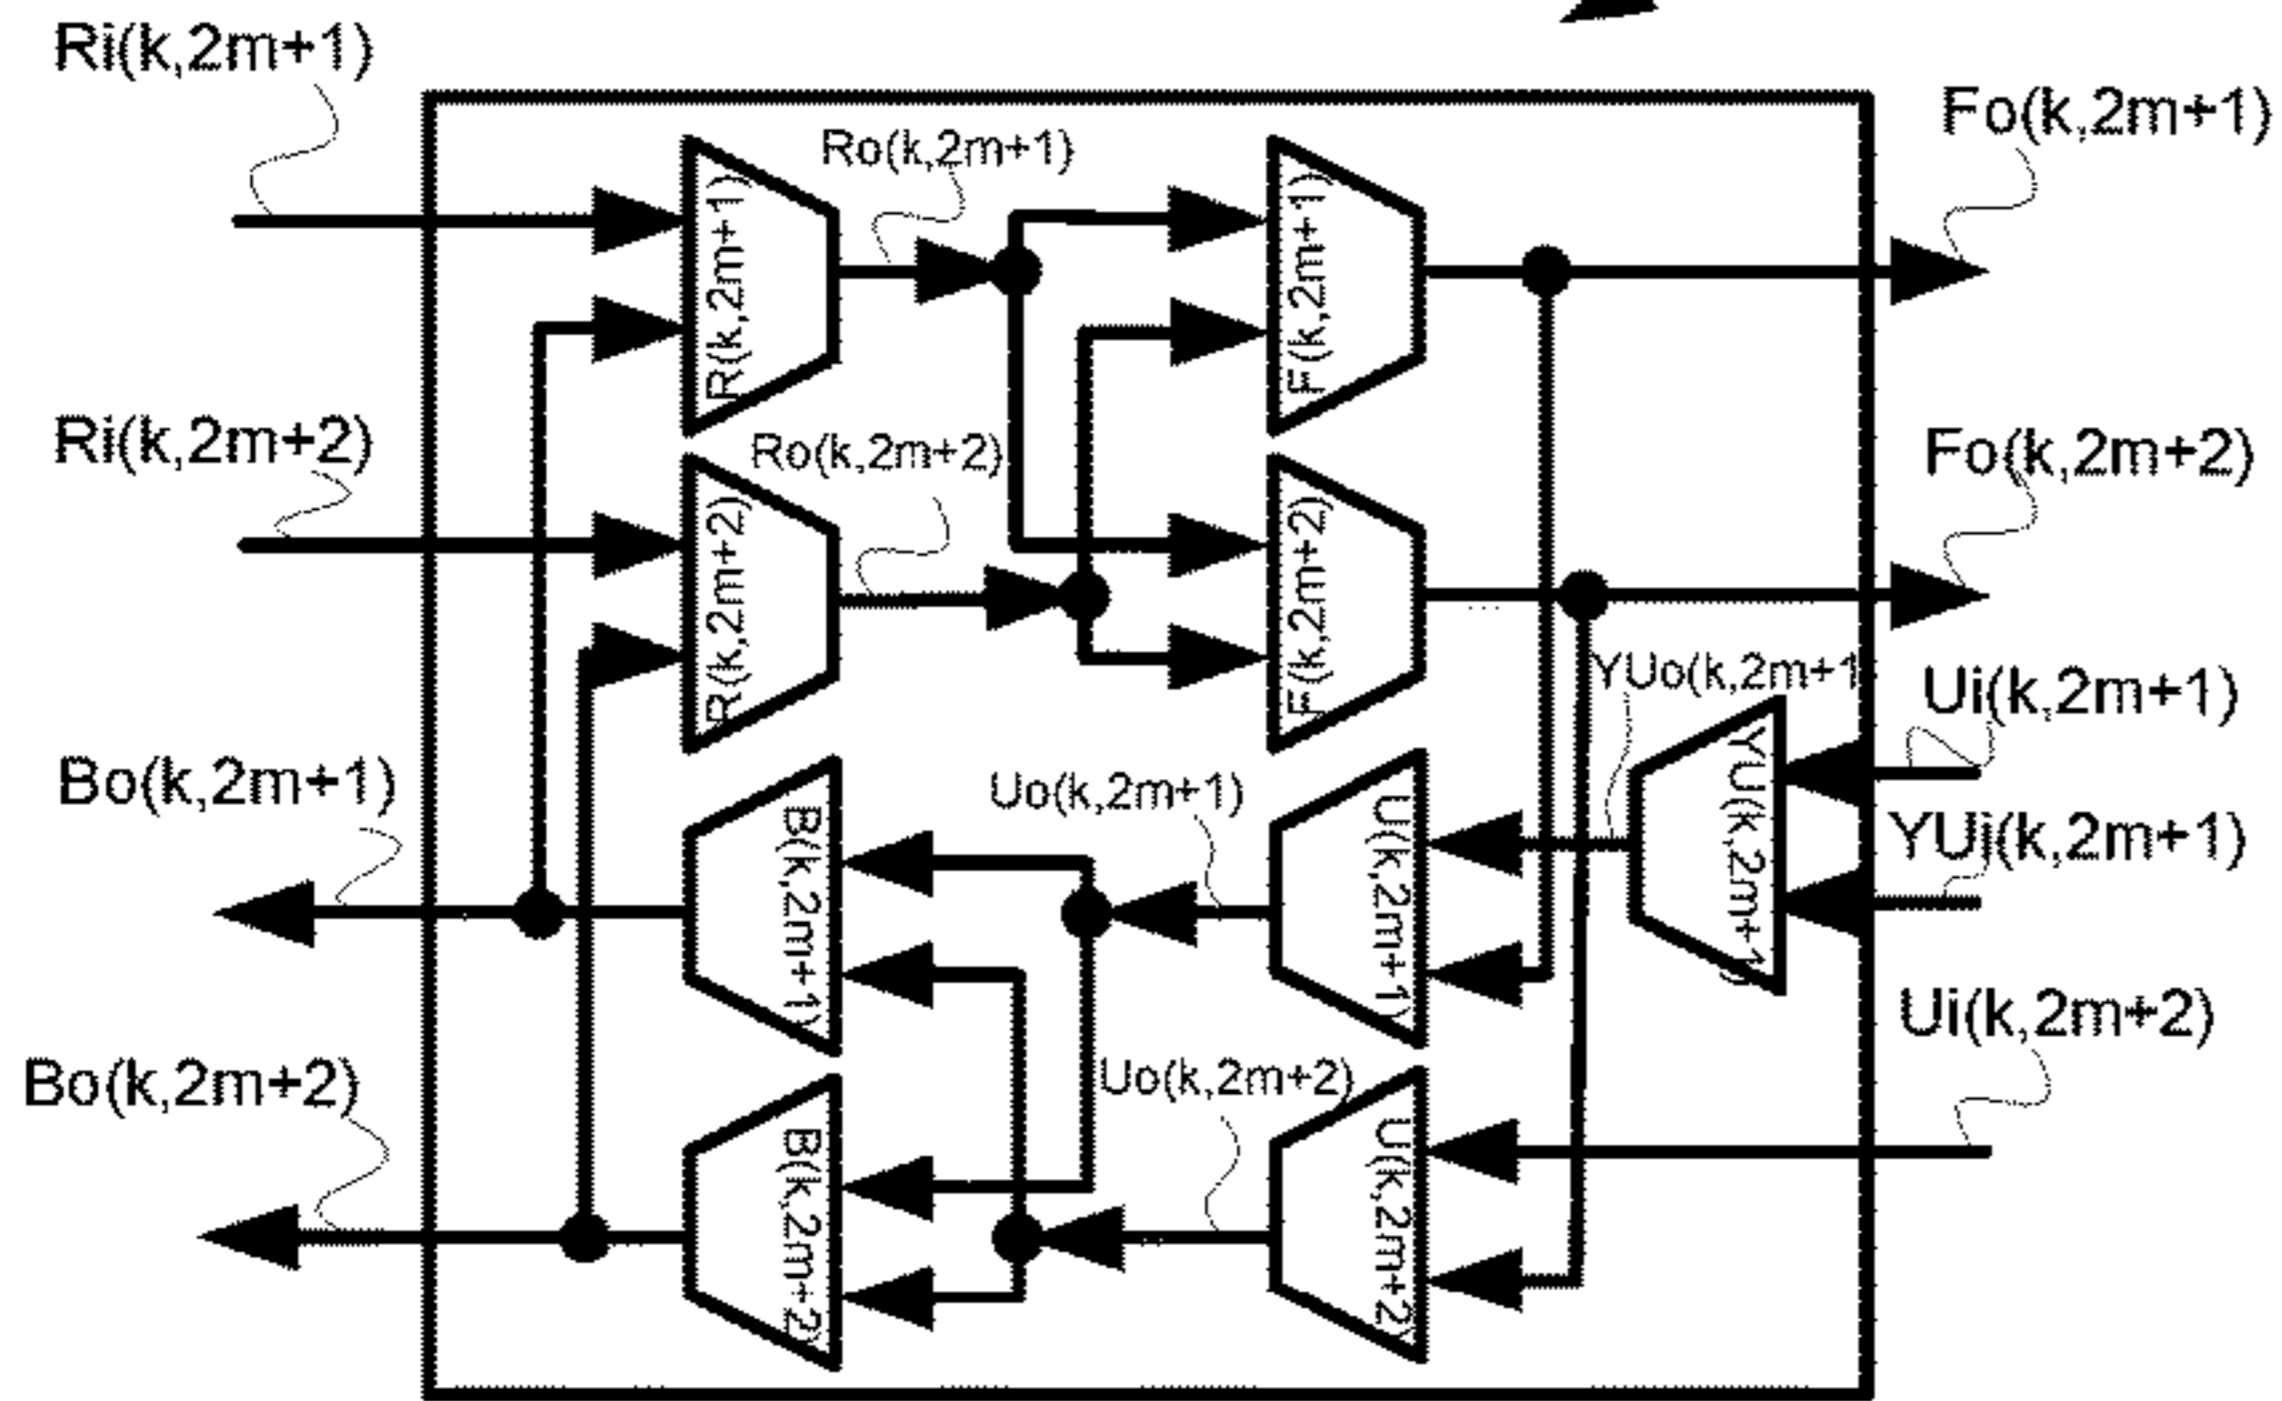 Ri(k,2m+1)
Fo(k,2m+1)
Ro(k,2m+1)
R(k,2m+1)
F(k,2m+1)
Ri(k,2m+2)
Ro(k,2m+2)
Fo(k,2m+2)
R(k,2m+2)
F(k,2m+2)
YUo(k,2m+1
Ui(k,2m+1)
Bo(k,2m+1)
Uo(k,2m+1)
YUi(k,2m+1)
B(k,2m+1)
U(k,2m+1)
YU(k,2m+1)
Ui(k,2m+2)
Bo(k,2m+2)
Uo(k,2m+2)
B(k,2m+2)
U(k,2m+2)